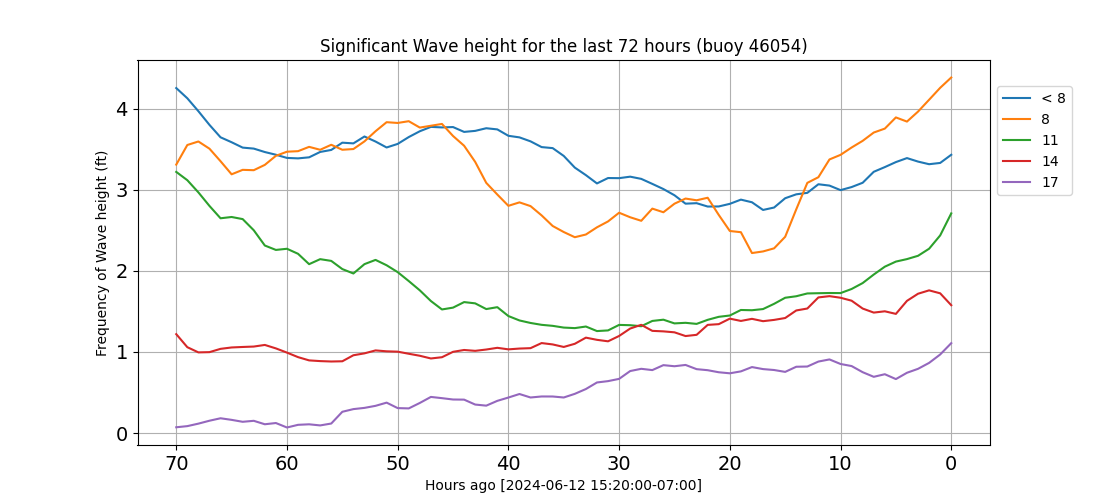 Significant Wave height for the last 72 hours (buoy 46054)
Frequency of Wave height (ft)
4
3
2
1
0
70 60 50 40 30 20 10 0
Hours ago [2024-06-12 15:20:00-07:00]
< 8
8
11
14
17